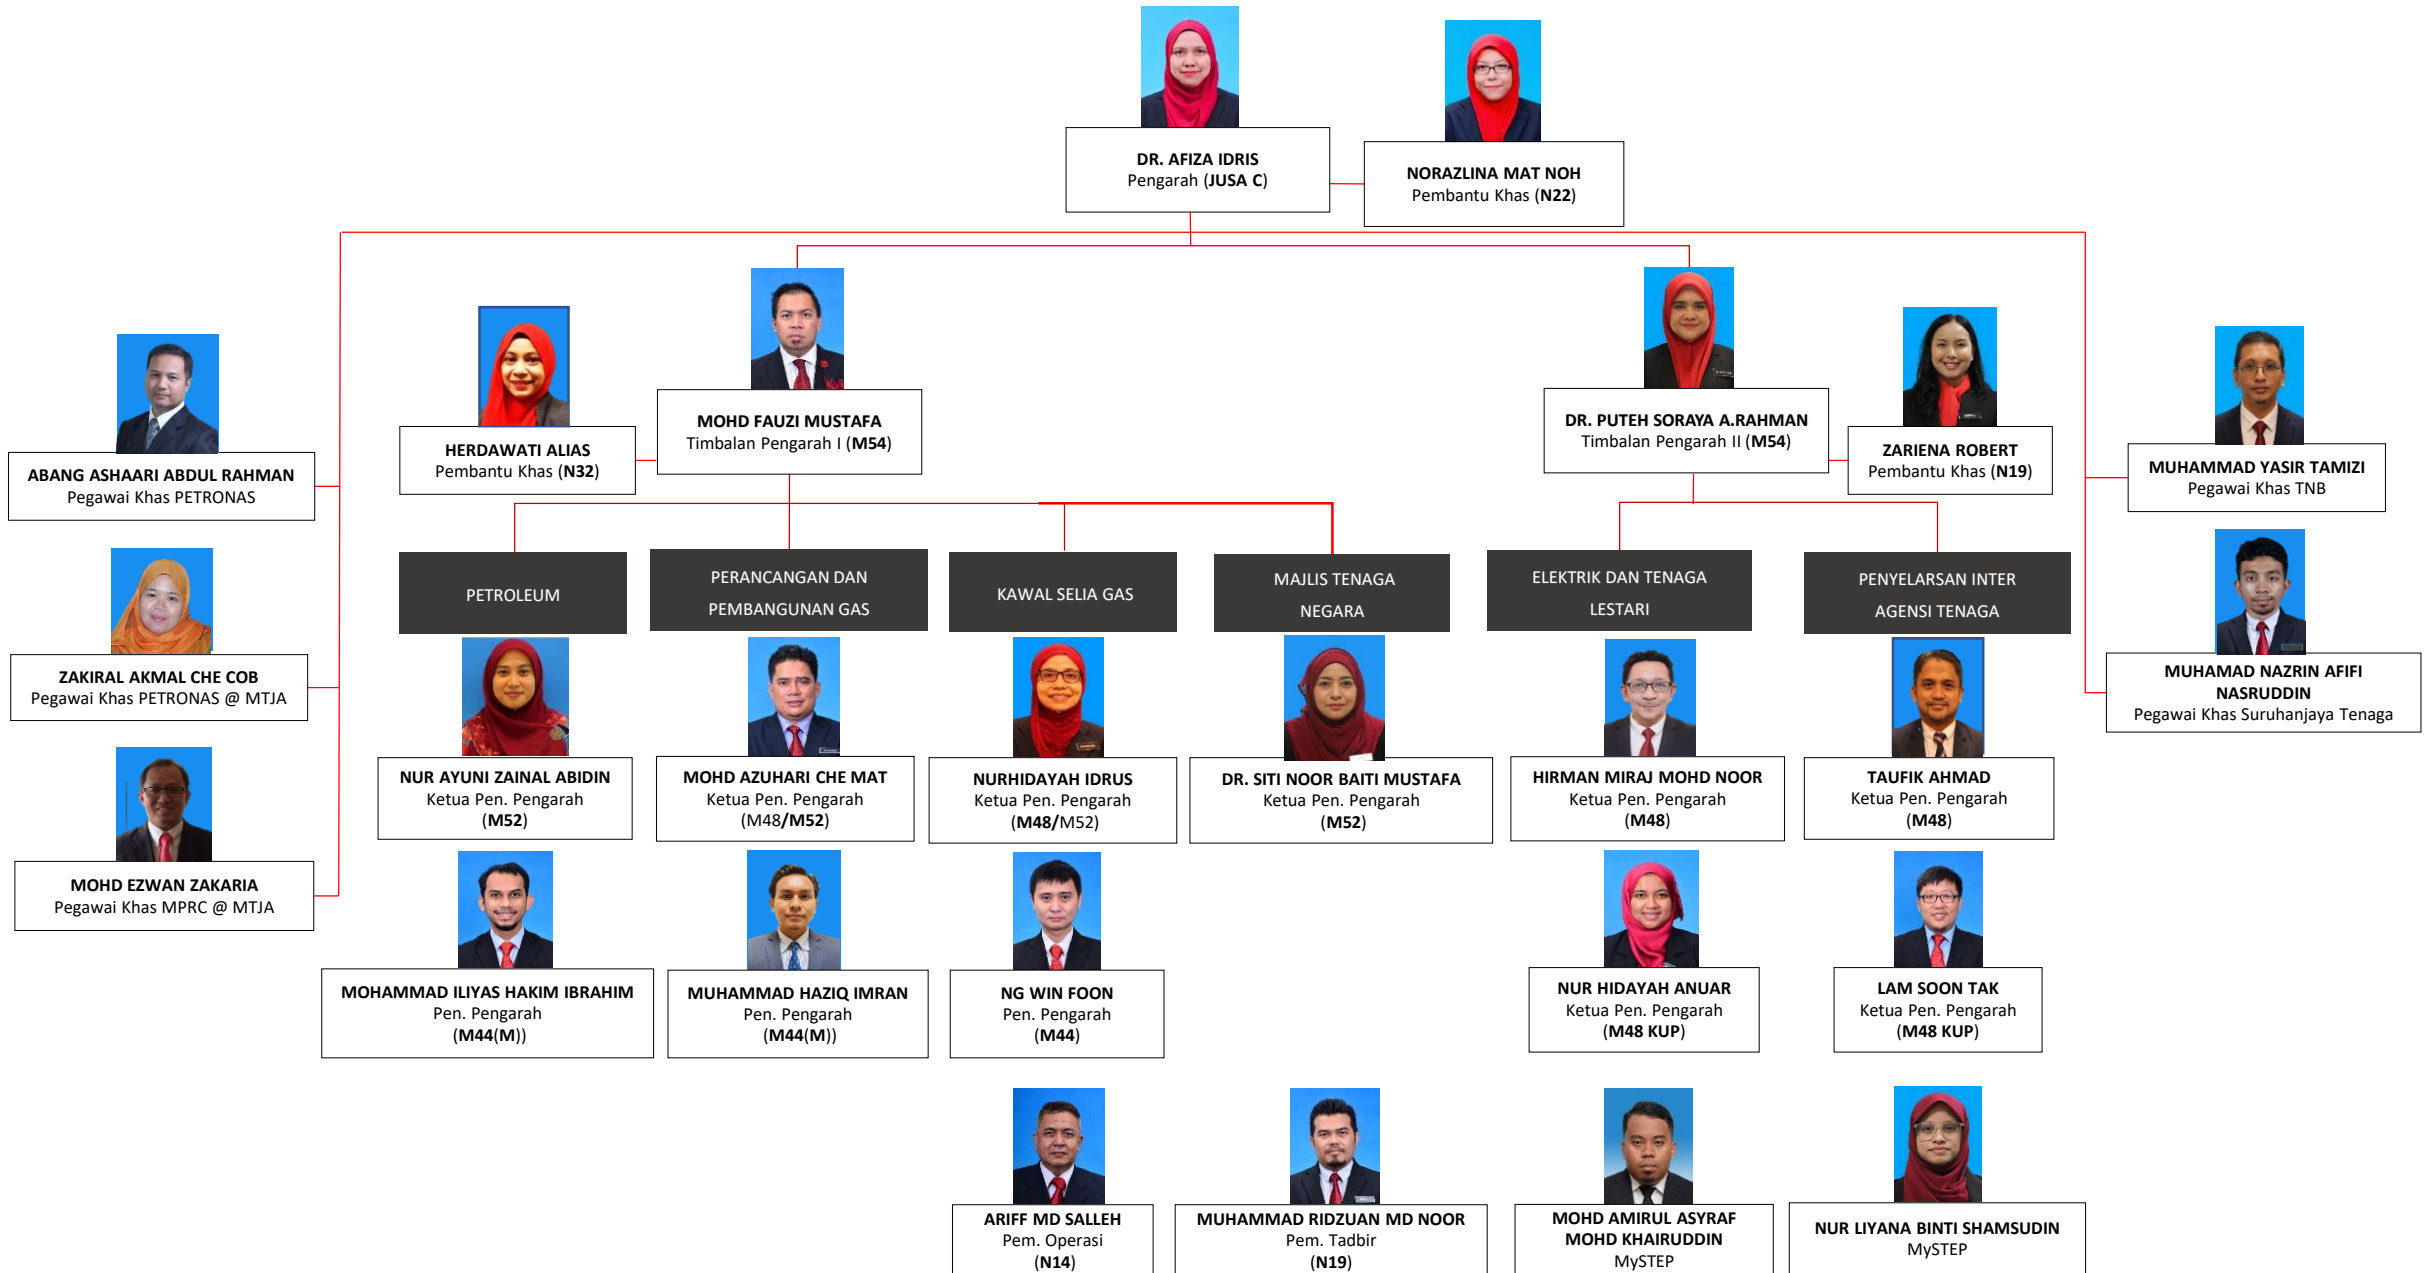 DR. AFIZA IDRIS
Pengarah (JUSA C)
NORAZLINA MAT NOH
Pembantu Khas (N22)
ABANG ASHAARI ABDUL RAHMAN
Pegawai Khas PETRONAS
HERDAWATI ALIAS
Pembantu Khas (N32)
MOHD FAUZI MUSTAFA
Timbalan Pengarah I (M54)
DR. PUTEH SORAYA A.RAHMAN
Timbalan Pengarah II (M54)
ZARIENA ROBERT
Pembantu Khas (N19)
MUHAMMAD YASIR TAMIZI
Pegawai Khas TNB
ZAKIRAL AKMAL CHE COB
Pegawai Khas PETRONAS @ MTJA
MUHAMAD NAZRIN AFIFI
NASRUDDIN
Pegawai Khas Suruhanjaya Tenaga
MOHD EZWAN ZAKARIA
Pegawai Khas MPRC @ MTJA
PETROLEUM
PERANCANGAN DAN
PEMBANGUNAN GAS
KAWAL SELIA GAS
MAJLIS TENAGA
NEGARA
ELEKTRIK DAN TENAGA
LESTARI
PENYELARSAN INTER
AGENSI TENAGA
NUR AYUNI ZAINAL ABIDIN
Ketua Pen. Pengarah
(M52)
MOHD AZUHARI CHE MAT
Ketua Pen. Pengarah
(M48/M52)
NURHIDAYAH IDRUS
Ketua Pen. Pengarah
(M48/M52)
DR. SITI NOOR BAITI MUSTAFA
Ketua Pen. Pengarah
(M52)
HIRMAN MIRAJ MOHD NOOR
Ketua Pen. Pengarah
(M48)
TAUFIK AHMAD
Ketua Pen. Pengarah
(M48)
MOHAMMAD ILIYAS HAKIM IBRAHIM
Pen. Pengarah
(M44(M))
MUHAMMAD HAZIQ IMRAN
Pen. Pengarah
(M44(M))
NG WIN FOON
Pen. Pengarah
(M44)
NUR HIDAYAH ANUAR
Ketua Pen. Pengarah
(M48 KUP)
LAM SOON TAK
Ketua Pen. Pengarah
(M48 KUP)
ARIFF MD SALLEH
Pem. Operasi
(N14)
MUHAMMAD RIDZUAN MD NOOR
Pem. Tadbir
(N19)
MOHD AMIRUL ASYRAF
MOHD KHAIRUDDIN
MySTEP
NUR LIYANA BINTI SHAMSUDIN
MySTEP